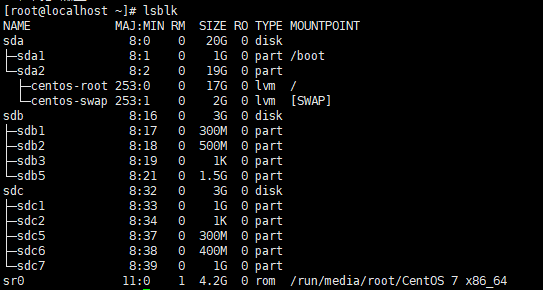 [root@localhost ~]# lsblk
NAME            MAJ:MIN RM  SIZE RO TYPE MOUNTPOINT
sda               8:0    0   20G  0 disk
├─sda1            8:1    0    1G  0 part /boot
└─sda2            8:2    0   19G  0 part
  ├─centos-root 253:0    0   17G  0 lvm  /
  └─centos-swap 253:1    0    2G  0 lvm  [SWAP]
sdb               8:16   0    3G  0 disk
├─sdb1            8:17   0  300M  0 part
├─sdb2            8:18   0  500M  0 part
├─sdb3            8:19   0    1K  0 part
└─sdb5            8:21   0  1.5G  0 part
sdc               8:32   0    3G  0 disk
├─sdc1            8:33   0    1G  0 part
├─sdc2            8:34   0    1K  0 part
├─sdc5            8:37   0  300M  0 part
├─sdc6            8:38   0  400M  0 part
└─sdc7            8:39   0    1G  0 part
sr0              11:0    1  4.2G  0 rom  /run/media/root/CentOS 7 x86_64